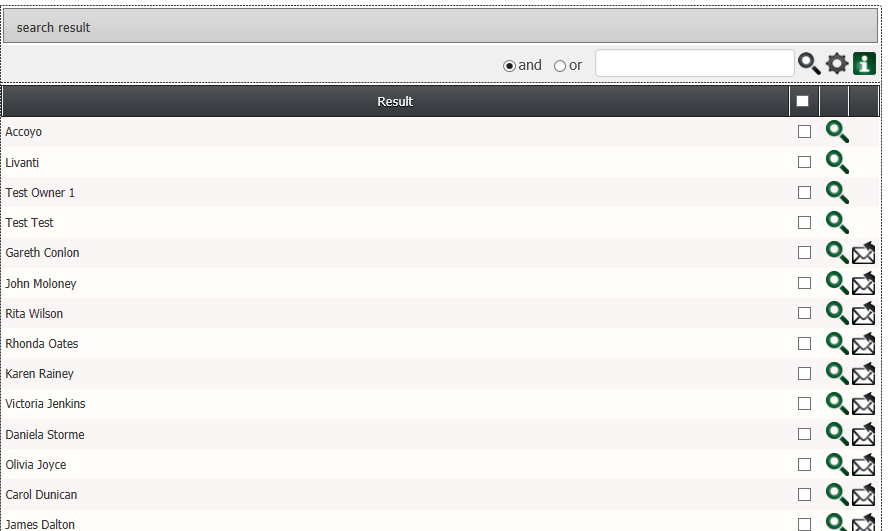 search result
and or
Result
Accoyo
Livanti
Test Owner 1
Test Test
Gareth Conlon
John Moloney
Rita Wilson
Rhonda Oates
Karen Rainey
Victoria Jenkins
Daniela Storme
Olivia Joyce
Carol Dunican
James Dalton